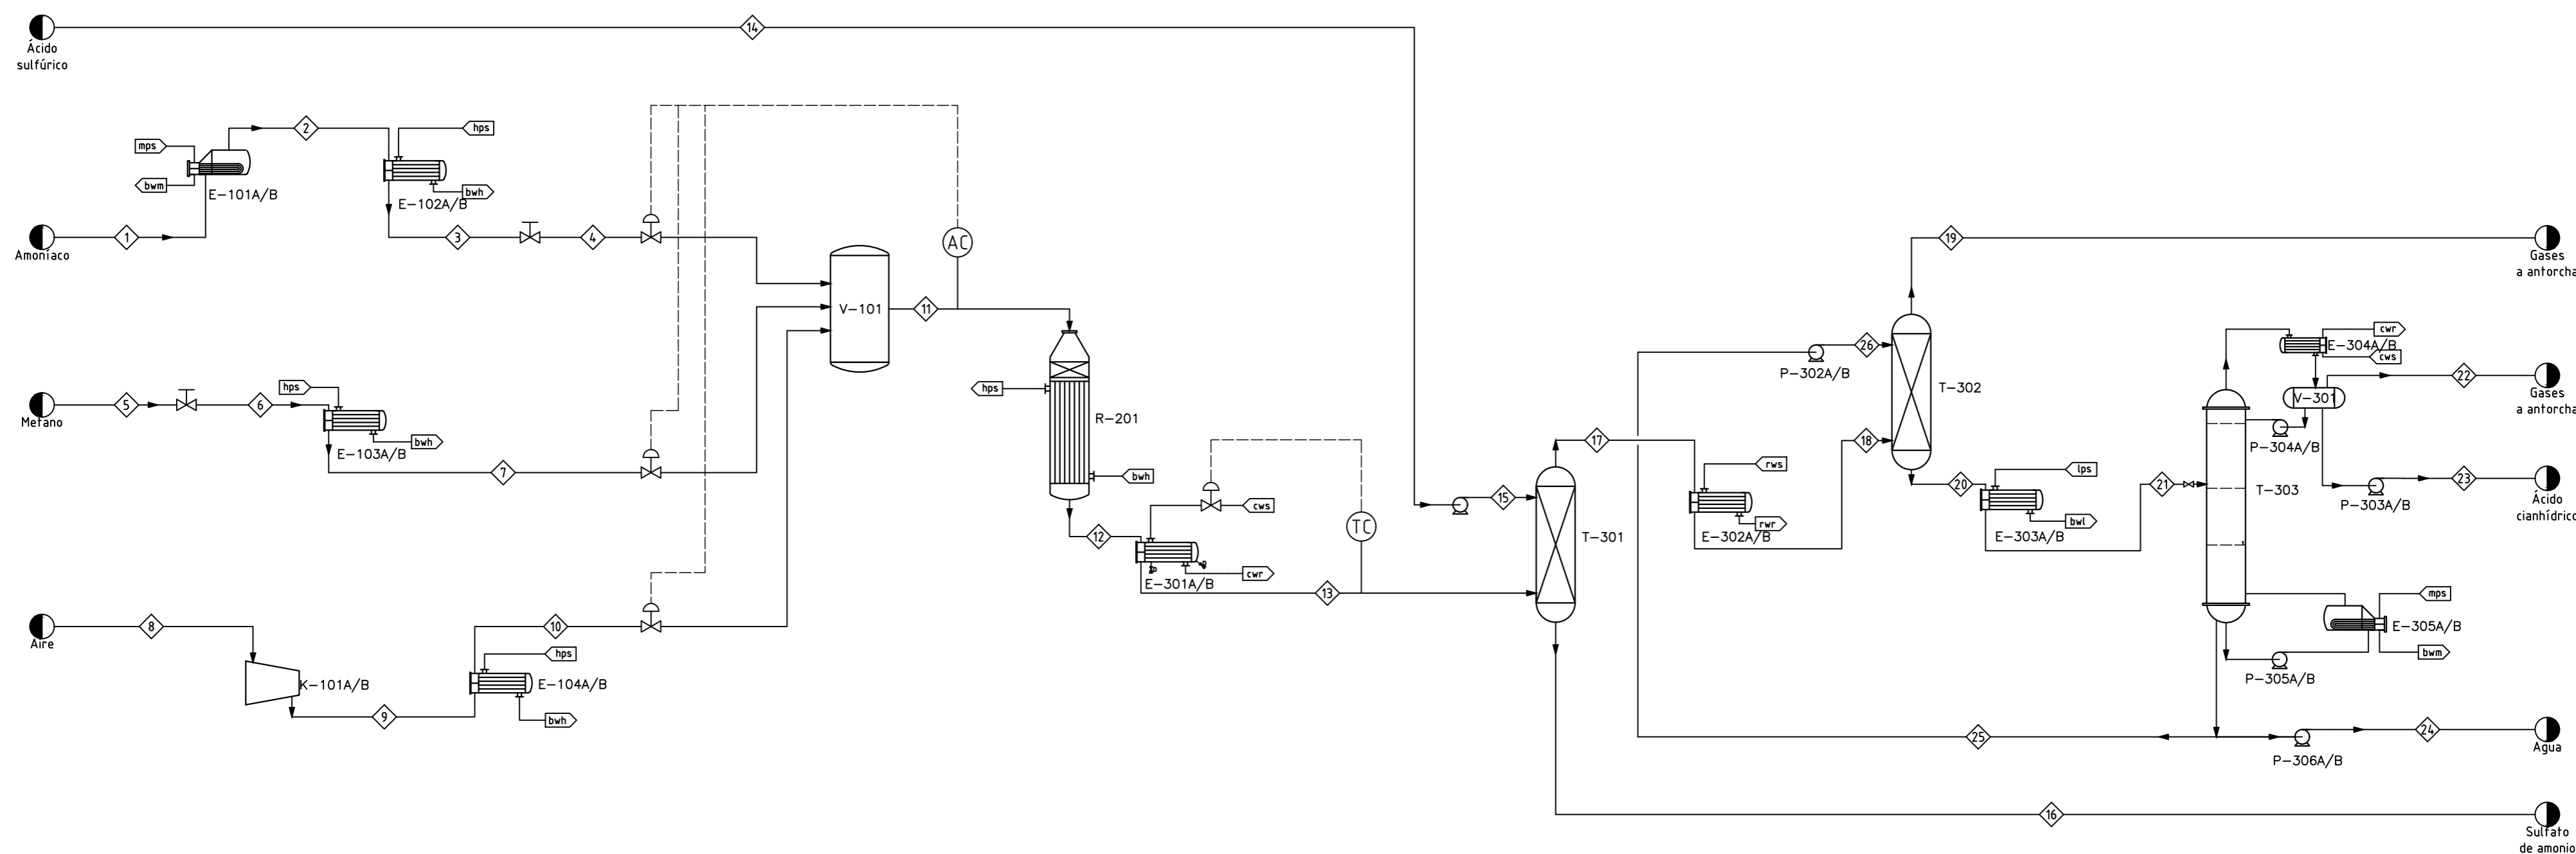 14
Ácido
sulfúrico
2
hps
mps
bwm
bwh
E-101A/B
E-102A/B
1
3
4
AC
Amoníaco
19
Gases
a antorcha
V-101
11
cwr
E-304A/B
cws
26
P-302A/B
T-302
22
Gases
a antorcha
hps
hps
V-301
5
6
Metano
R-201
bwh
E-103A/B
17
18
P-304A/B
7
rws
lps
bwh
20
21
23
T-303
15
cws
P-303A/B
Ácido
cianhídrico
rwr
bwl
TC
12
T-301
E-302A/B
E-303A/B
cwr
E-301A/B
13
mps
8
10
Aire
E-305A/B
hps
bwm
K-101A/B
E-104A/B
P-305A/B
9
bwh
25
24
Agua
P-306A/B
16
Sulfato
de amonio